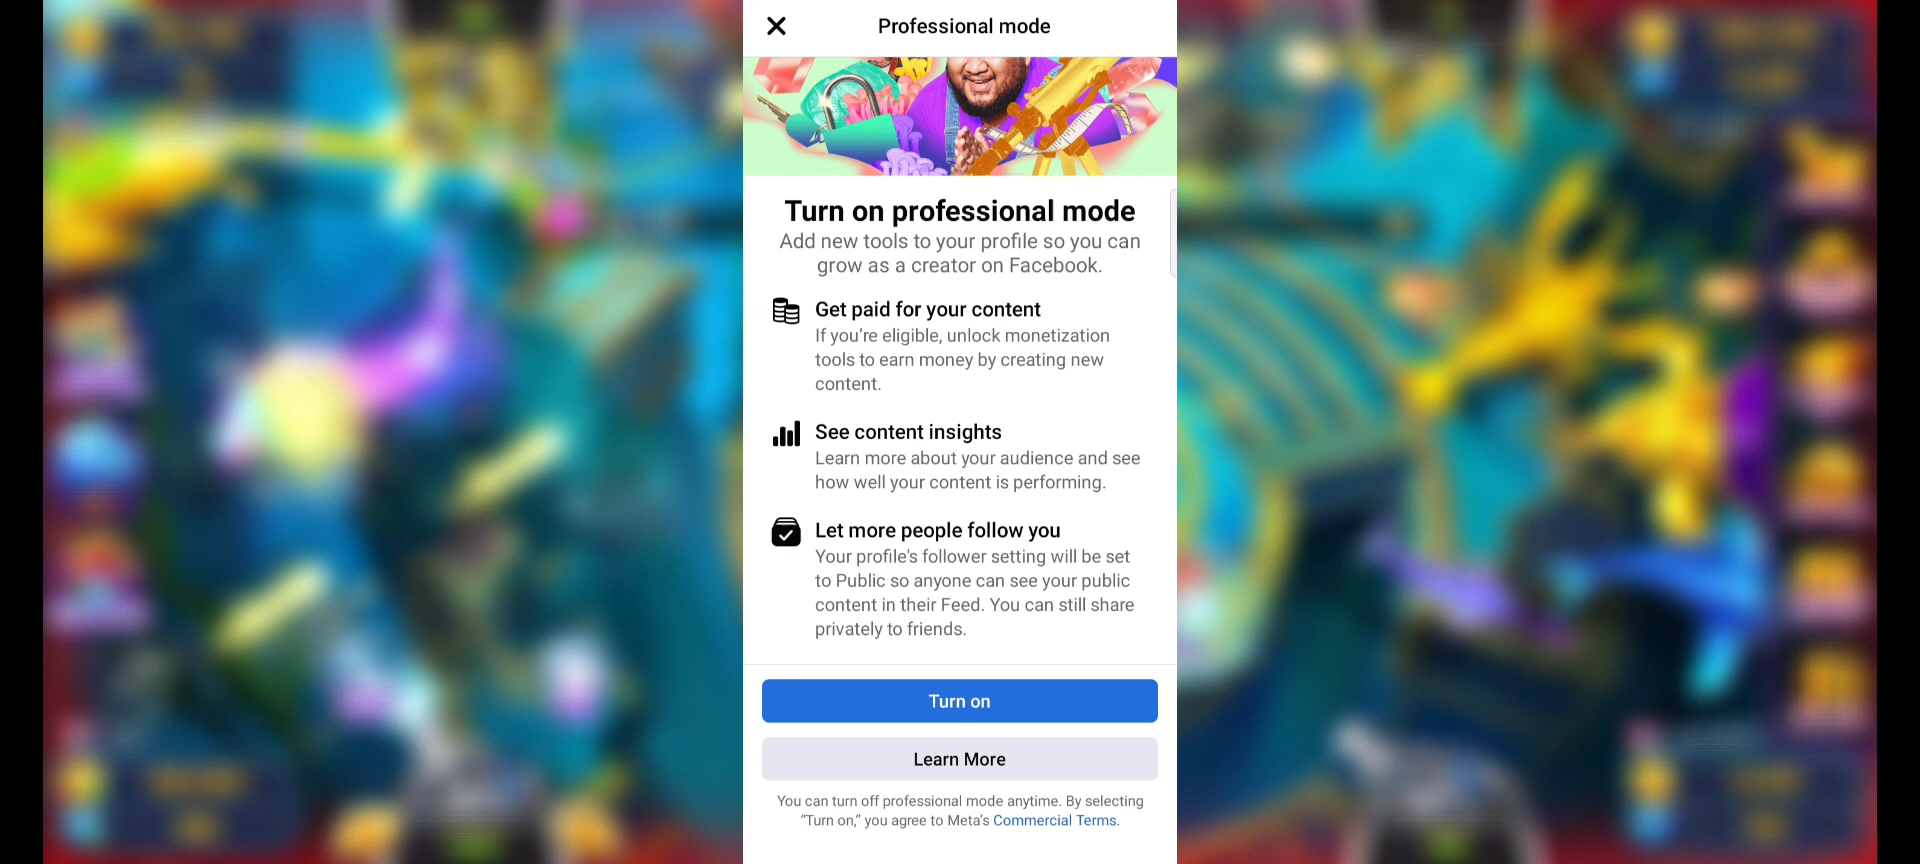 Professional mode
Turn on professional mode
Add new tools to your profile so you can
grow as a creator on Facebook.
Get paid for your content
If you’re eligible, unlock monetization
tools to earn money by creating new
content.
See content insights
Learn more about your audience and see
how well your content is performing.
Let more people follow you
Your profile's follower setting will be set
to Public so anyone can see your public
content in their Feed. You can still share
privately to friends.
Turn on
Learn More
You can turn off professional mode anytime. By selecting
“Turn on,” you agree to Meta’s Commercial Terms.